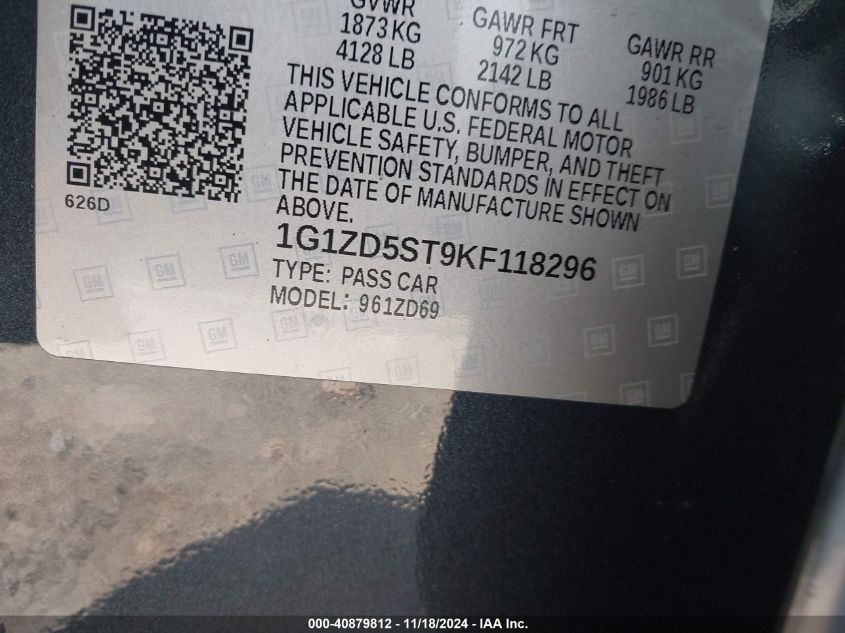 GVWR
1873 KG
4128 LB
GAWR FRT
972 KG
2142 LB
GAWR RR
901 KG
1986 LB
THIS VEHICLE CONFORMS TO ALL
APPLICABLE U.S. FEDERAL MOTOR
VEHICLE SAFETY, BUMPER, AND THEFT
PREVENTION STANDARDS IN EFFECT ON
THE DATE OF MANUFACTURE SHOWN
ABOVE.
626D
1G1ZD5ST9KF118296
TYPE: PASS CAR
MODEL: 961ZD69
GM
000-40879812 - 11/18/2024 - IAA Inc.